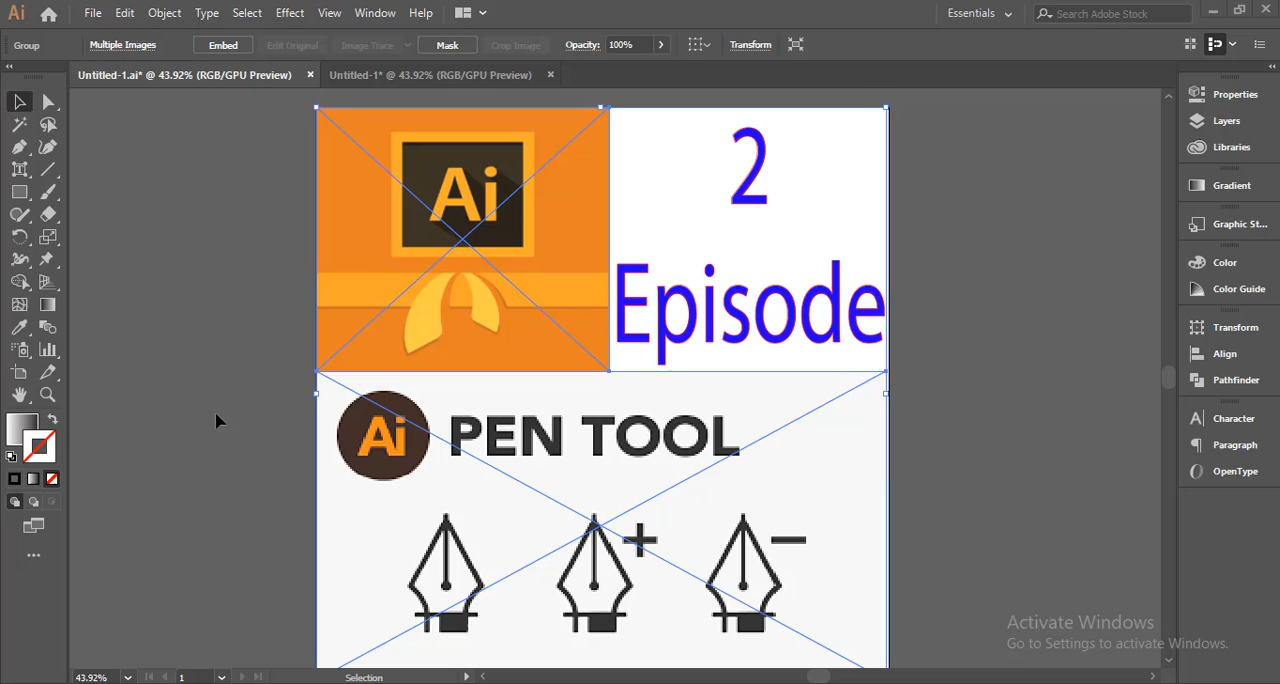 Ai File Edit Object Type Select Effect View Window Help Essentials Search Adobe Stock
Group Multiple Images Embed Edit Original Image Trace Mask Crop Image Opacity: 100% Transform
Untitled-1.ai* @ 43.92% (RGB/GPU Preview) × Untitled-1* @ 43.92% (RGB/GPU Preview) ×
Properties
Layers
Libraries
Gradient
Graphic St...
Color
Color Guide
Transform
Align
Pathfinder
Character
Paragraph
OpenType
Ai
2
Episode
Ai PEN TOOL
Activate Windows
Go to Settings to activate Windows.
43.92% 1 Selection